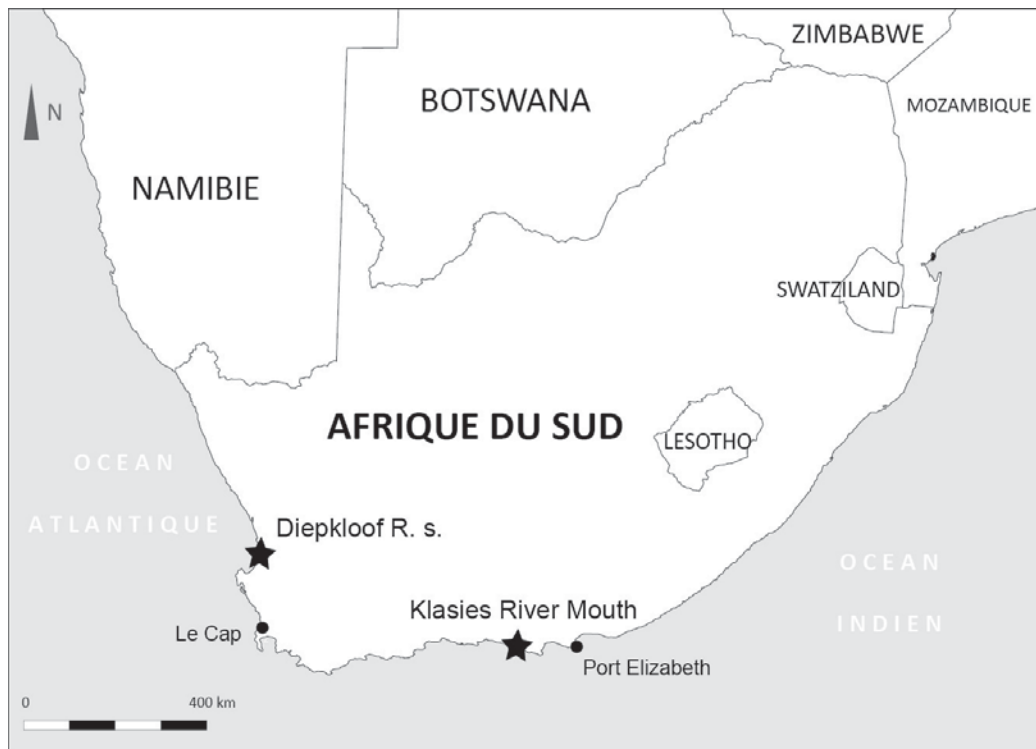 ZIMBABWE
BOTSWANA
MOZAMBIQUE
N
NAMIBIE
SWATZILAND
AFRIQUE DU SUD
LESOTHO
OCEAN
ATLANTIQUE
Diepkloof R. s.
OCEAN
INDIEN
Klasies River Mouth
Le Cap
Port Elizabeth
0 400 km